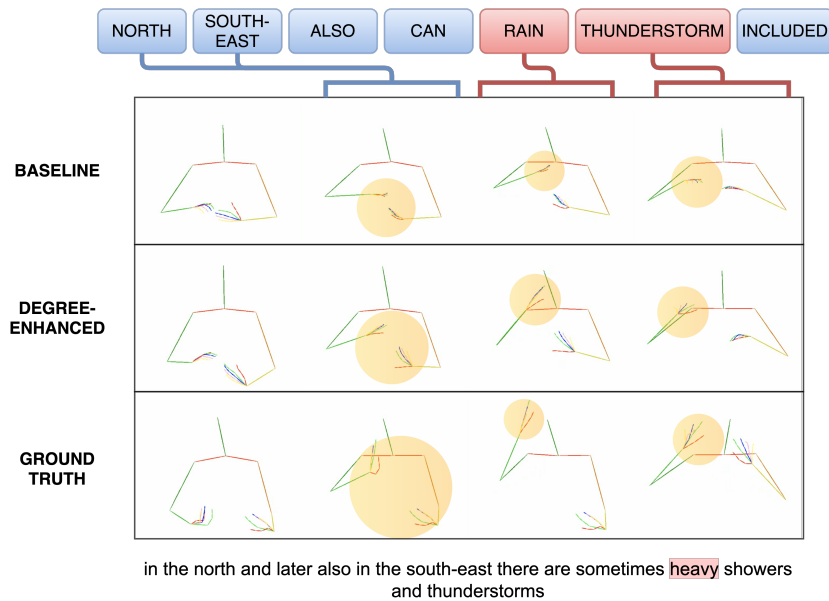 NORTH SOUTH-EAST ALSO CAN RAIN THUNDERSTORM INCLUDED
BASELINE
DEGREE-
ENHANCED
GROUND
TRUTH
in the north and later also in the south-east there are sometimes heavy showers
and thunderstorms